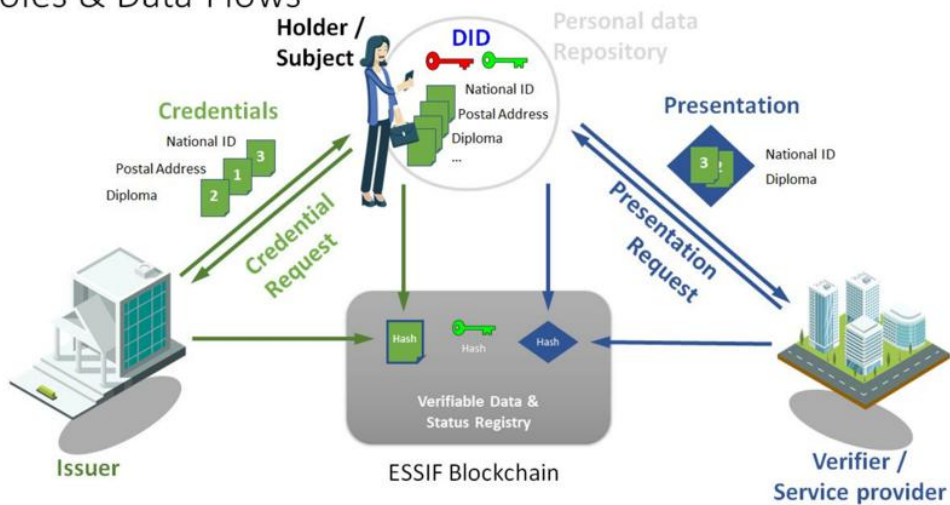 oles & Data Flows
Holder /
Subject
DID
Personal data
Repository
National ID
Postal Address
Diploma
...
Credentials
National ID
Postal Address
Diploma
3
1
2
Presentation
3
2
National ID
Diploma
Credential
Request
Presentation
Request
Hash
Hash
Hash
Verifiable Data &
Status Registry
Issuer
ESSIF Blockchain
Verifier /
Service provider